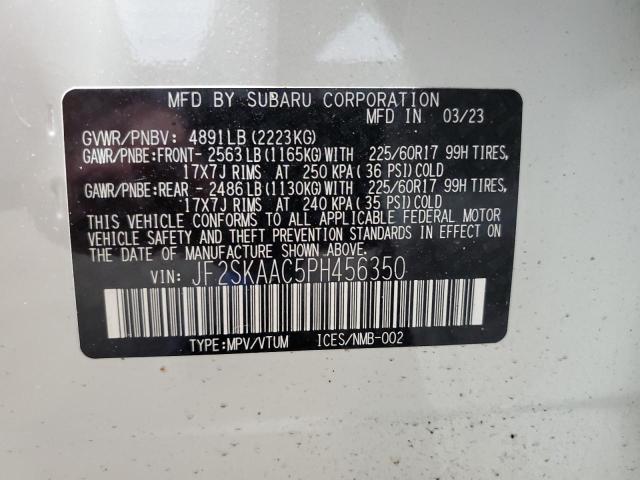 MFD BY SUBARU CORPORATION
MFD IN 03/23
GVWR/PNBV: 4891LB(2223KG)
GAWR/PNBE:FRONT-2563LB(1165KG)WITH 225/60R17 99H TIRES,
17X7J RIMS AT 250 KPA(36 PSI)COLD
GAWR/PNBE:REAR -2486LB(1130KG)WITH 225/60R17 99H TIRES,
17X7J RIMS AT 240 KPA(35 PSI)COLD
THIS VEHICLE CONFORMS TO ALL APPLICABLE FEDERAL MOTOR
VEHICLE SAFETY AND THEFT PREVENTION STANDARDS IN EFFECT ON
THE DATE OF MANUFACTURE SHOWN ABOVE.
VIN: JF2SKAAC5PH456350
TYPE:MPV/VTUM ICES/NMB-002